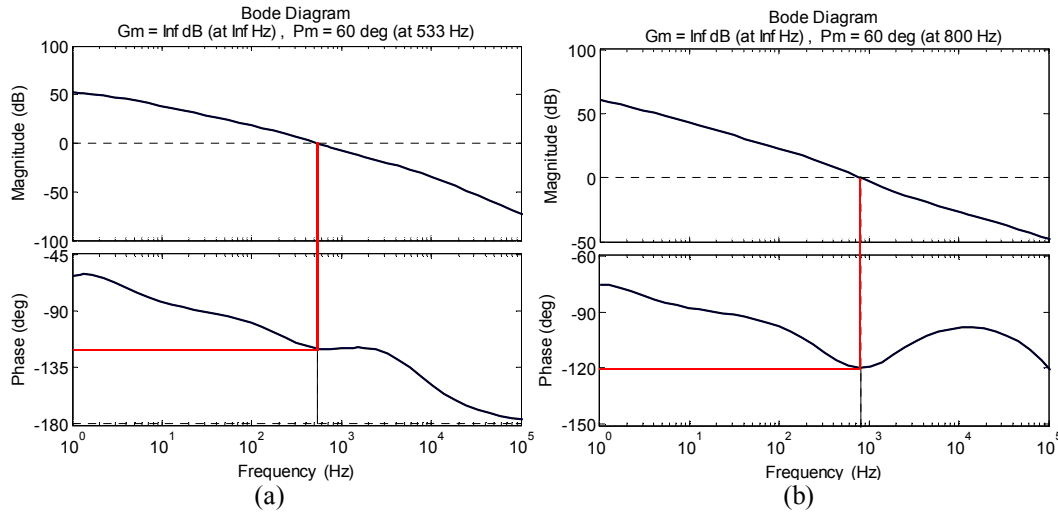 Bode Diagram
Gm = Inf dB (at Inf Hz) , Pm = 60 deg (at 533 Hz)
100
50
0
-50
-100
Magnitude (dB)
-45
-90
-135
-180
Phase (deg)
10^0 10^1 10^2 10^3 10^4 10^5
Frequency (Hz)
(a)
Bode Diagram
Gm = Inf dB (at Inf Hz) , Pm = 60 deg (at 800 Hz)
100
50
0
-50
Magnitude (dB)
-60
-90
-120
-150
Phase (deg)
10^0 10^1 10^2 10^3 10^4 10^5
Frequency (Hz)
(b)